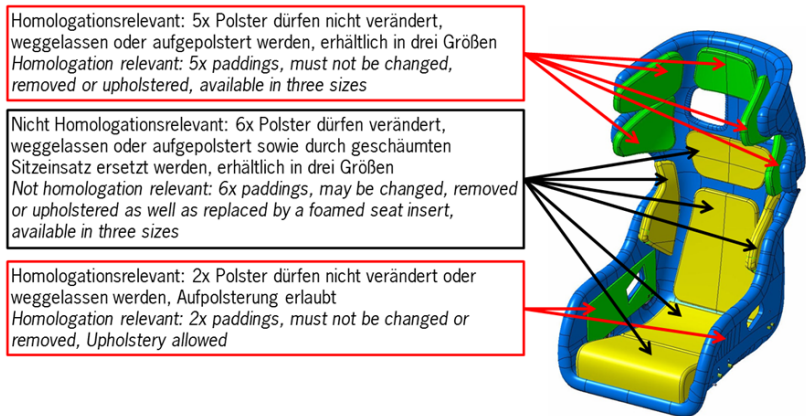 Homologationsrelevant: 5x Polster dürfen nicht verändert,
weggelassen oder aufgepolstert werden, erhältlich in drei Größen
Homologation relevant: 5x paddings, must not be changed,
removed or upholstered, available in three sizes
Nicht Homologationsrelevant: 6x Polster dürfen verändert,
weggelassen oder aufgepolstert sowie durch geschäumten
Sitzeinsatz ersetzt werden, erhältlich in drei Größen
Not homologation relevant: 6x paddings, may be changed, removed
or upholstered as well as replaced by a foamed seat insert,
available in three sizes
Homologationsrelevant: 2x Polster dürfen nicht verändert oder
weggelassen werden, Aufpolsterung erlaubt
Homologation relevant: 2x paddings, must not be changed or
removed, Upholstery allowed